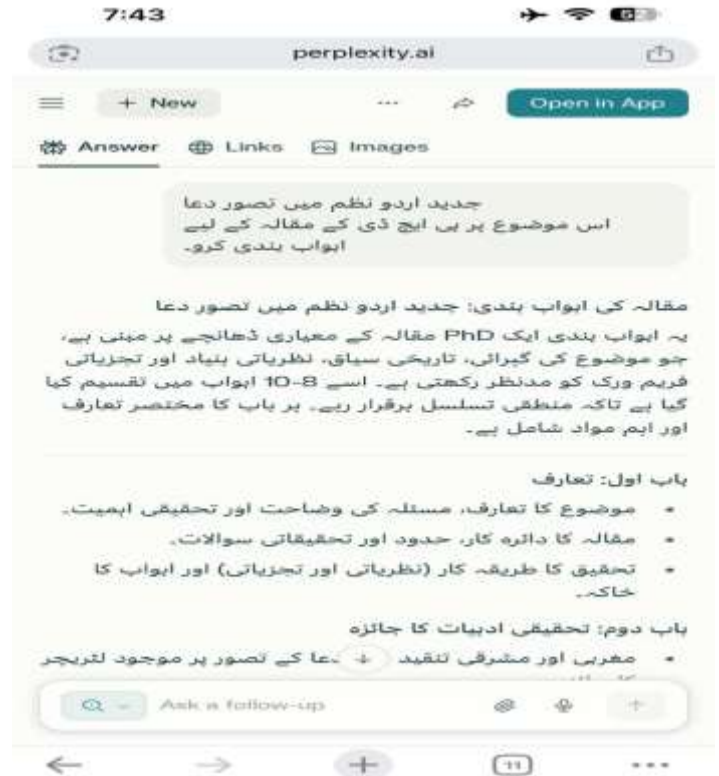 7:43
perplexity.ai
+ New
Open in App
Answer Links Images
جدید اردو نظم میں تصور دعا
اس موضوع پر پی ایچ ڈی کے مقالہ کے لیے
ابواب بندی کرو۔
مقالہ کی ابواب بندی: جدید اردو نظم میں تصور دعا
یہ ابواب بندی ایک PhD مقالہ کے معیاری ڈھانچے پر مبنی ہے،
جو موضوع کی گہرائی، تاریخی سیاق، نظریاتی بنیاد اور تجزیاتی
فریم ورک کو مدنظر رکھتی ہے۔ اسے 8-10 ابواب میں تقسیم کیا
گیا ہے تاکہ منطقی تسلسل برقرار رہے۔ ہر باب کا مختصر تعارف
اور اہم مواد شامل ہے۔
باب اول: تعارف
• موضوع کا تعارف، مسئلہ کی وضاحت اور تحقیقی اہمیت۔
• مقالہ کا دائرہ کار، حدود اور تحقیقاتی سوالات۔
• تحقیق کا طریقہ کار (نظریاتی اور تجزیاتی) اور ابواب کا
خاکہ۔
باب دوم: تحقیقی ادبیات کا جائزہ
• مغربی اور مشرقی تنقید دعا کے تصور پر موجود لٹریچر
Ask a follow-up
11